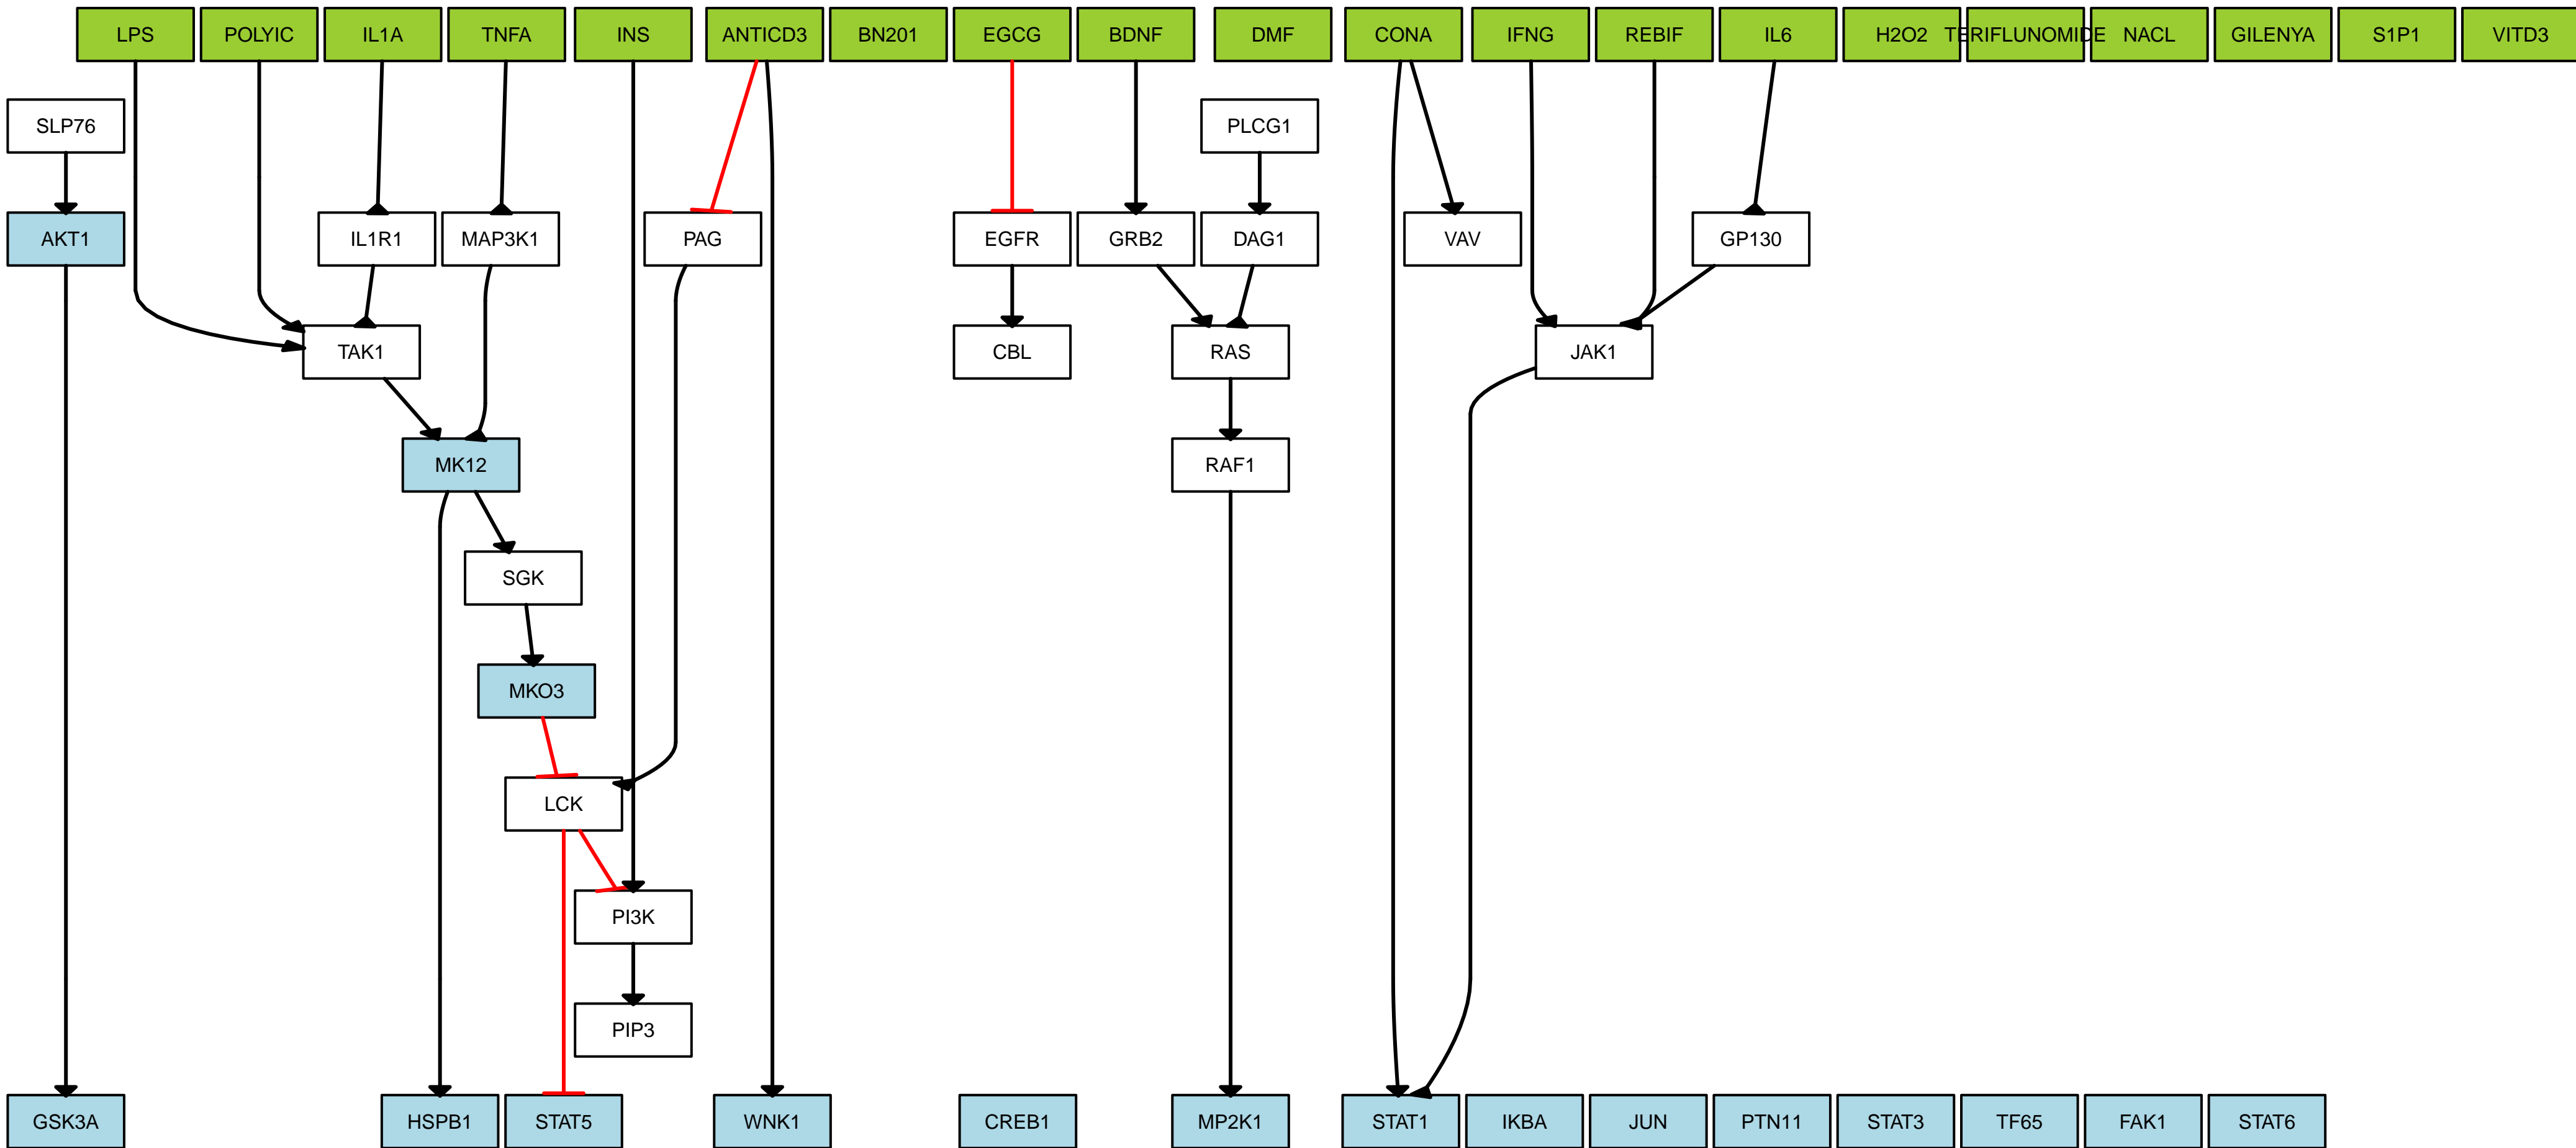 LPS
POLYIC
IL1A
TNFA
INS
ANTICD3
BN201
EGCG
BDNF
DMF
CONA
IFNG
REBIF
IL6
H2O2
TERIFLUNOMIDE
NACL
GILENYA
S1P1
VITD3
SLP76
PLCG1
AKT1
IL1R1
MAP3K1
PAG
EGFR
GRB2
DAG1
VAV
GP130
TAK1
CBL
RAS
JAK1
MK12
RAF1
SGK
MKO3
LCK
PI3K
PIP3
GSK3A
HSPB1
STAT5
WNK1
CREB1
MP2K1
STAT1
IKBA
JUN
PTN11
STAT3
TF65
FAK1
STAT6